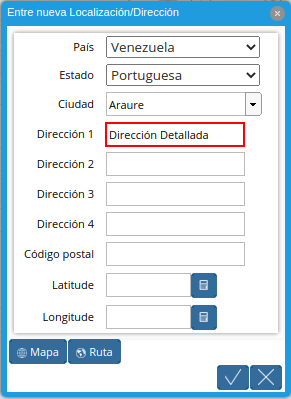 Entre nueva Localización/Dirección
País Venezuela
Estado Portuguesa
Ciudad Araure
Dirección 1 Dirección Detallada
Dirección 2
Dirección 3
Dirección 4
Código postal
Latitude
Longitude
Mapa Ruta